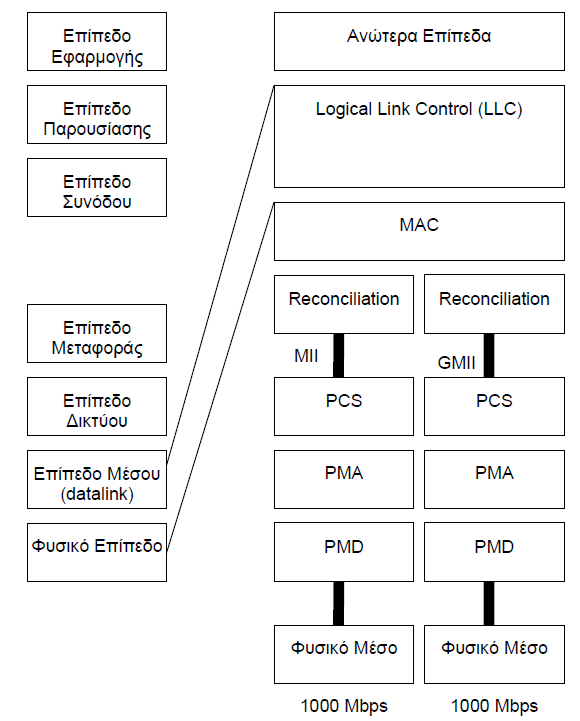 Επίπεδο
Εφαρμογής
Επίπεδο
Παρουσίασης
Επίπεδο
Συνόδου
Επίπεδο
Μεταφοράς
Επίπεδο
Δικτύου
Επίπεδο Μέσου
(datalink)
Φυσικό Επίπεδο
Ανώτερα Επίπεδα
Logical Link Control (LLC)
MAC
Reconciliation
MII
PCS
PMA
PMD
Φυσικό Μέσο
1000 Mbps
Reconciliation
GMII
PCS
PMA
PMD
Φυσικό Μέσο
1000 Mbps